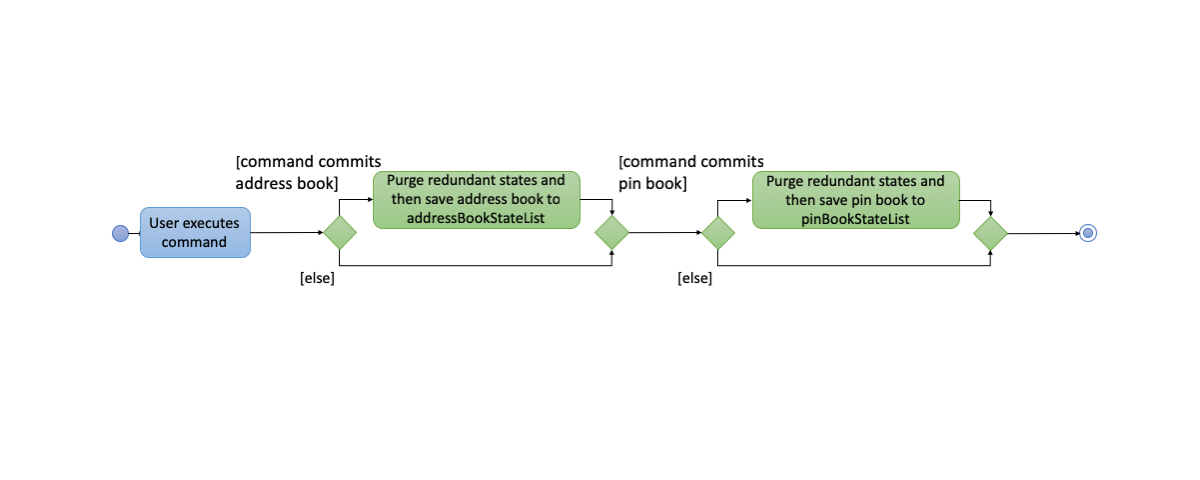 [command commits
address book]
Purge redundant states and
then save address book to
addressBookStateList
[command commits
pin book]
Purge redundant states and
then save pin book to
pinBookStateList
User executes
command
[else]
[else]